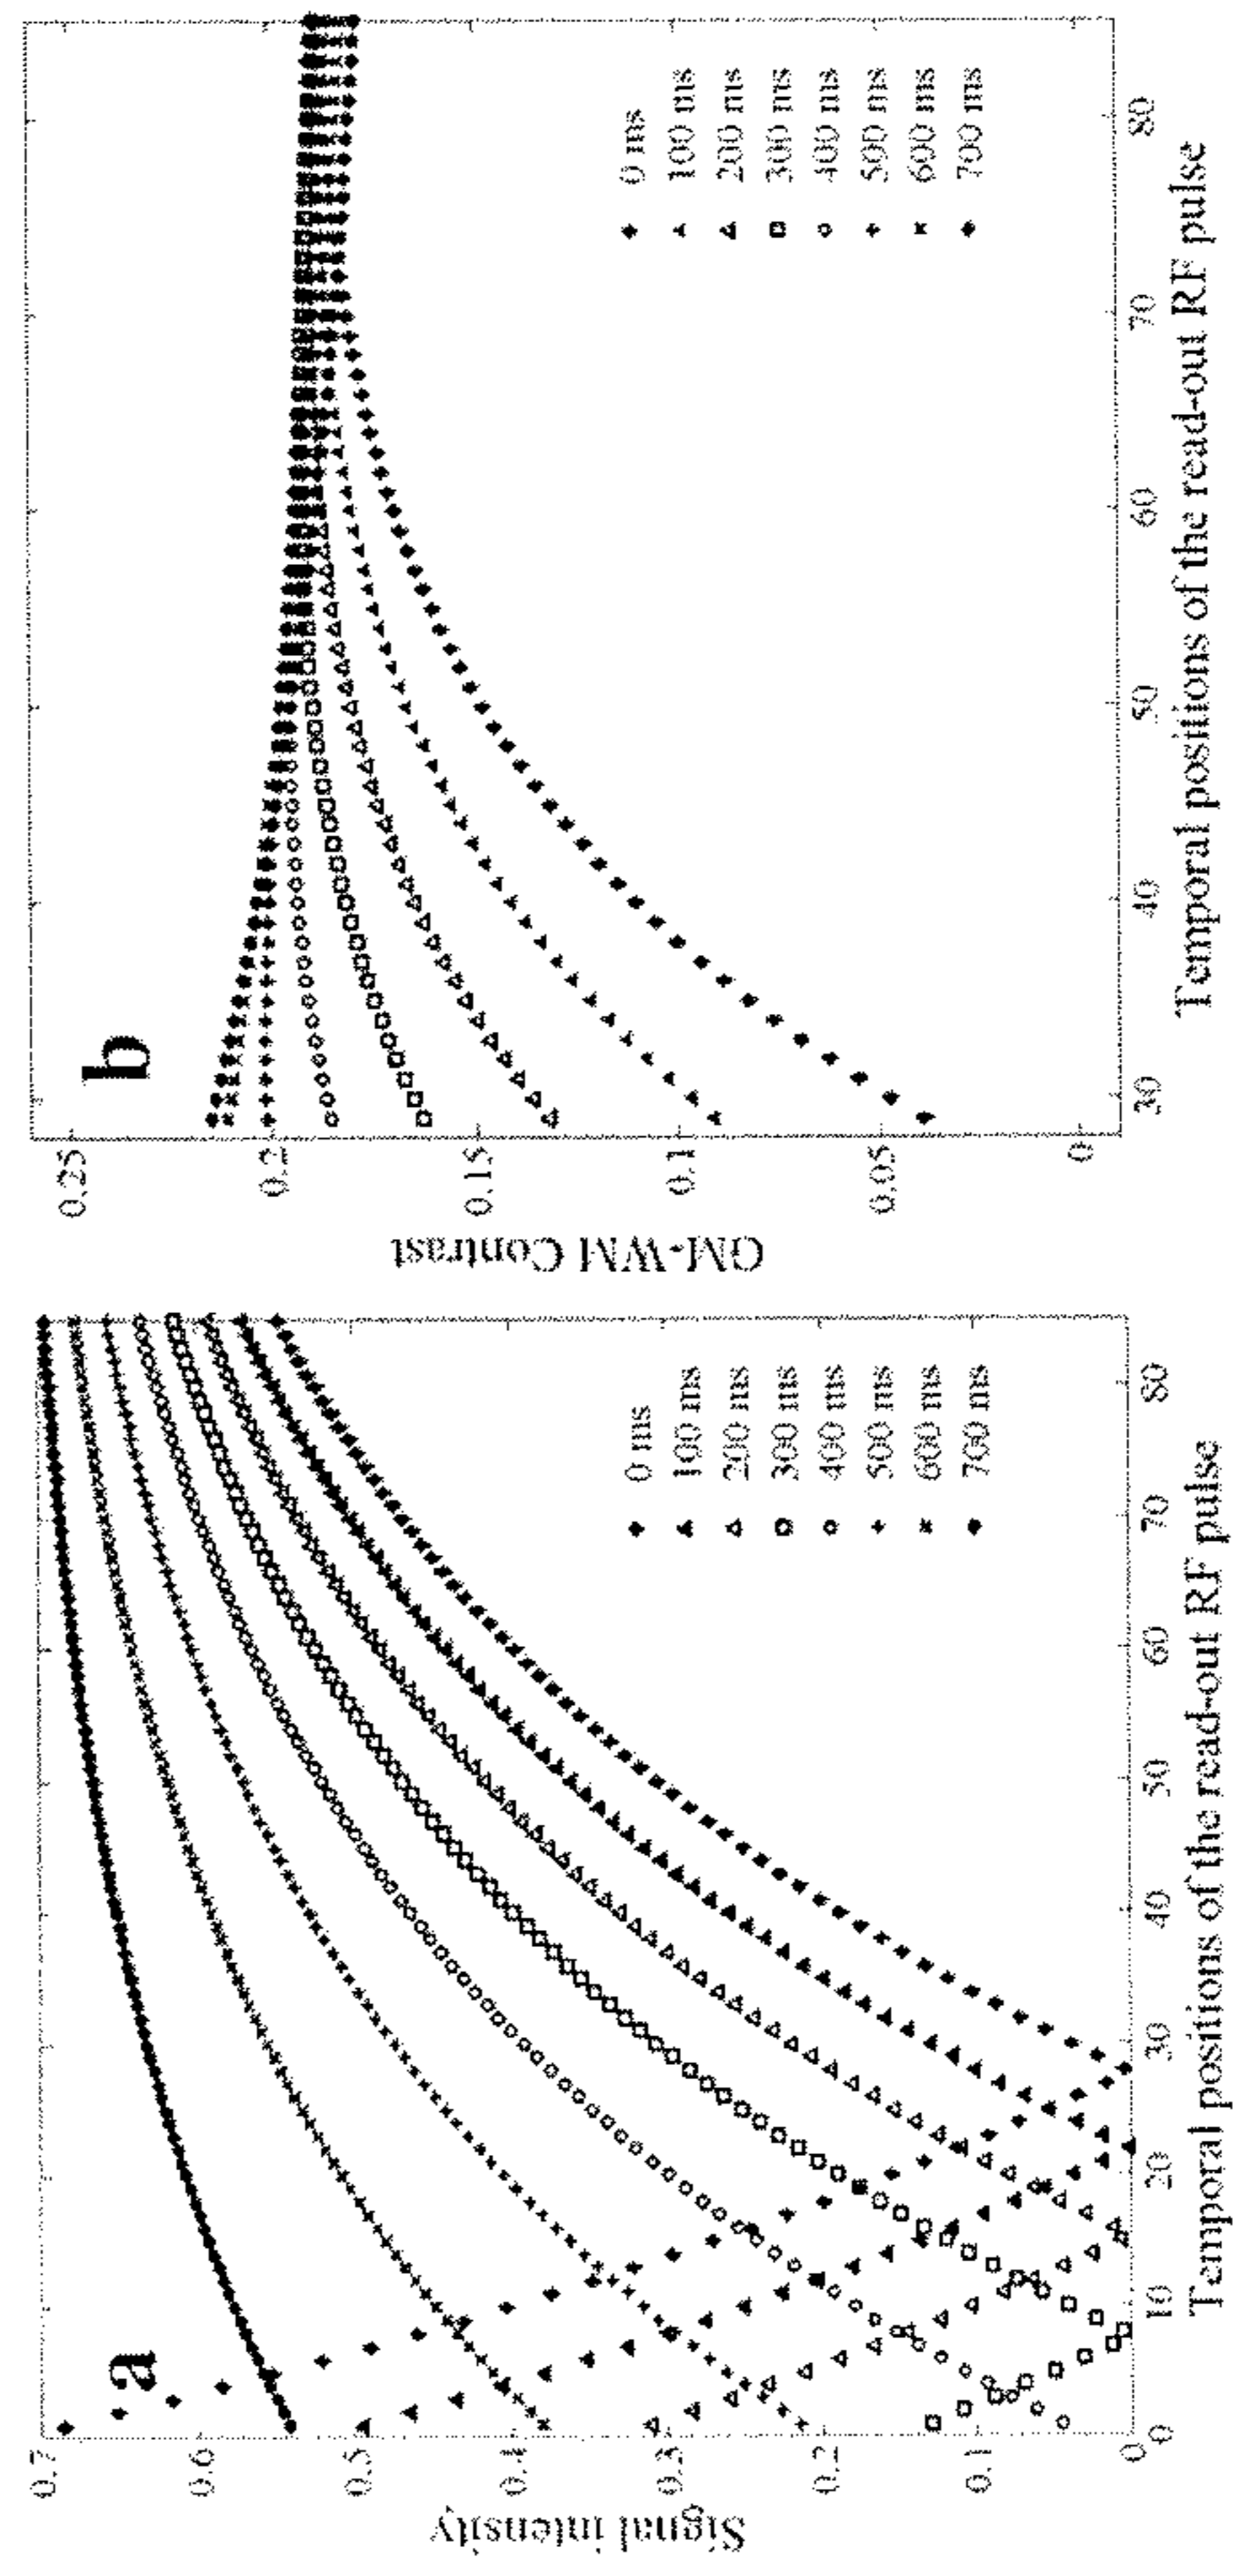 a
Signal intensity
0.7
0.6
0.5
0.4
0.3
0.2
0.1
0
0 10 20 30 40 50 60 70 80
Temporal positions of the read-out RF pulse
0 ms
100 ms
200 ms
300 ms
400 ms
500 ms
600 ms
700 ms
b
GM-WM Contrast
0.25
0.2
0.15
0.1
0.05
0
30 40 50 60 70 80
Temporal positions of the read-out RF pulse
0 ms
100 ms
200 ms
300 ms
400 ms
500 ms
600 ms
700 ms